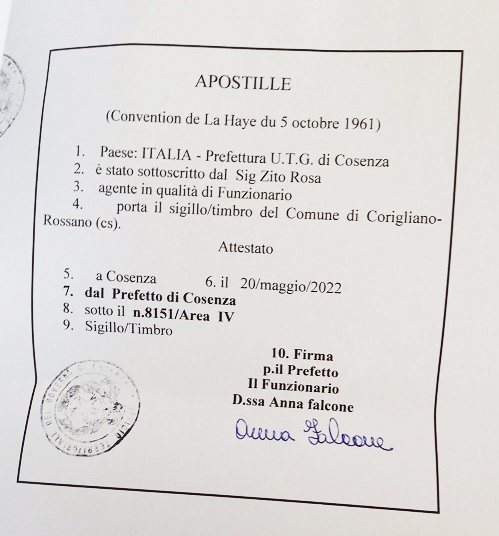 APOSTILLE
(Convention de La Haye du 5 octobre 1961)
1. Paese: ITALIA - Prefettura U.T.G. di Cosenza
2. è stato sottoscritto dal Sig Zito Rosa
3. agente in qualità di Funzionario
4. porta il sigillo/timbro del Comune di Corigliano-
Rossano (cs).
Attestato
5. a Cosenza 6. il 20/maggio/2022
7. dal Prefetto di Cosenza
8. sotto il n.8151/Area IV
9. Sigillo/Timbro
10. Firma
p.il Prefetto
Il Funzionario
D.ssa Anna falcone
Anna Falcone